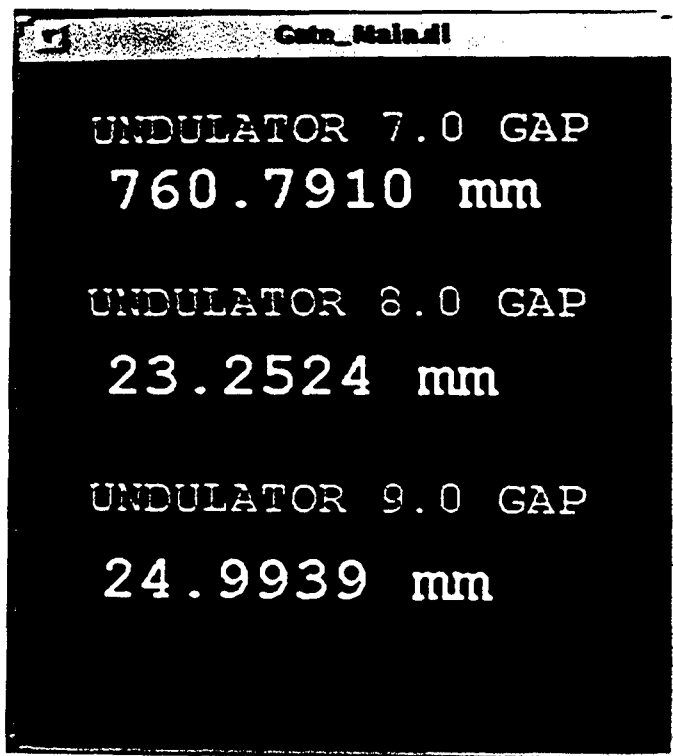 UNDULATOR 7.0 GAP
760.7910 mm
UNDULATOR 8.0 GAP
23.2524 mm
UNDULATOR 9.0 GAP
24.9939 mm